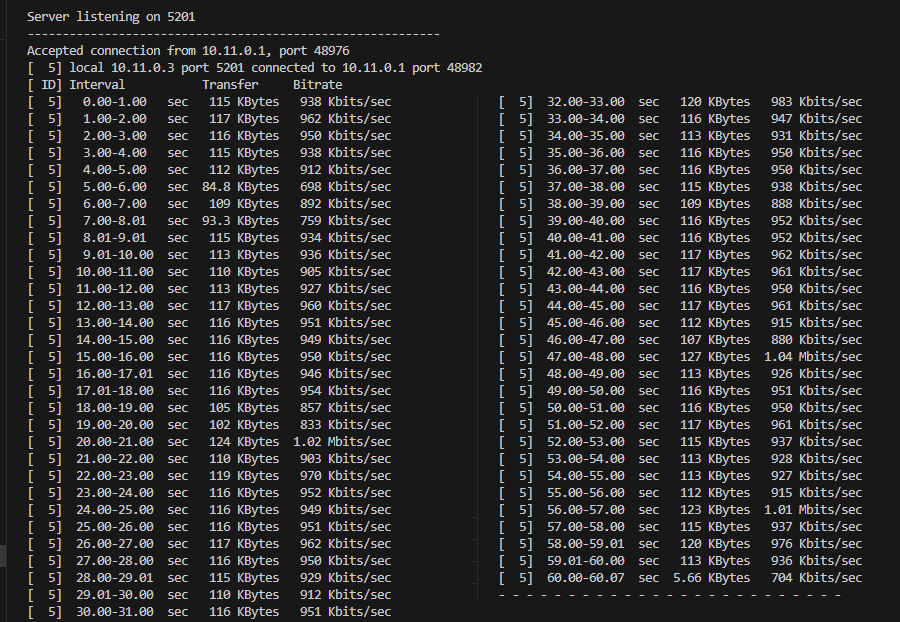 Server listening on 5201
-----------------------------------------------------------
Accepted connection from 10.11.0.1, port 48976
[  5] local 10.11.0.3 port 5201 connected to 10.11.0.1 port 48982
[ ID] Interval           Transfer     Bitrate
[  5]   0.00-1.00   sec   115 KBytes   938 Kbits/sec
[  5]   1.00-2.00   sec   117 KBytes   962 Kbits/sec
[  5]   2.00-3.00   sec   116 KBytes   950 Kbits/sec
[  5]   3.00-4.00   sec   115 KBytes   938 Kbits/sec
[  5]   4.00-5.00   sec   112 KBytes   912 Kbits/sec
[  5]   5.00-6.00   sec  84.8 KBytes   698 Kbits/sec
[  5]   6.00-7.00   sec   109 KBytes   892 Kbits/sec
[  5]   7.00-8.01   sec  93.3 KBytes   759 Kbits/sec
[  5]   8.01-9.01   sec   115 KBytes   934 Kbits/sec
[  5]   9.01-10.00  sec   113 KBytes   936 Kbits/sec
[  5]  10.00-11.00  sec   110 KBytes   905 Kbits/sec
[  5]  11.00-12.00  sec   113 KBytes   927 Kbits/sec
[  5]  12.00-13.00  sec   117 KBytes   960 Kbits/sec
[  5]  13.00-14.00  sec   116 KBytes   951 Kbits/sec
[  5]  14.00-15.00  sec   116 KBytes   949 Kbits/sec
[  5]  15.00-16.00  sec   116 KBytes   950 Kbits/sec
[  5]  16.00-17.01  sec   116 KBytes   946 Kbits/sec
[  5]  17.01-18.00  sec   116 KBytes   954 Kbits/sec
[  5]  18.00-19.00  sec   105 KBytes   857 Kbits/sec
[  5]  19.00-20.00  sec   102 KBytes   833 Kbits/sec
[  5]  20.00-21.00  sec   124 KBytes  1.02 Mbits/sec
[  5]  21.00-22.00  sec   110 KBytes   903 Kbits/sec
[  5]  22.00-23.00  sec   119 KBytes   970 Kbits/sec
[  5]  23.00-24.00  sec   116 KBytes   952 Kbits/sec
[  5]  24.00-25.00  sec   116 KBytes   949 Kbits/sec
[  5]  25.00-26.00  sec   116 KBytes   951 Kbits/sec
[  5]  26.00-27.00  sec   117 KBytes   962 Kbits/sec
[  5]  27.00-28.00  sec   116 KBytes   950 Kbits/sec
[  5]  28.00-29.01  sec   115 KBytes   929 Kbits/sec
[  5]  29.01-30.00  sec   110 KBytes   912 Kbits/sec
[  5]  30.00-31.00  sec   116 KBytes   951 Kbits/sec
[  5]  32.00-33.00  sec   120 KBytes   983 Kbits/sec
[  5]  33.00-34.00  sec   116 KBytes   947 Kbits/sec
[  5]  34.00-35.00  sec   113 KBytes   931 Kbits/sec
[  5]  35.00-36.00  sec   116 KBytes   950 Kbits/sec
[  5]  36.00-37.00  sec   116 KBytes   950 Kbits/sec
[  5]  37.00-38.00  sec   115 KBytes   938 Kbits/sec
[  5]  38.00-39.00  sec   109 KBytes   888 Kbits/sec
[  5]  39.00-40.00  sec   116 KBytes   952 Kbits/sec
[  5]  40.00-41.00  sec   116 KBytes   952 Kbits/sec
[  5]  41.00-42.00  sec   117 KBytes   962 Kbits/sec
[  5]  42.00-43.00  sec   117 KBytes   961 Kbits/sec
[  5]  43.00-44.00  sec   116 KBytes   950 Kbits/sec
[  5]  44.00-45.00  sec   117 KBytes   961 Kbits/sec
[  5]  45.00-46.00  sec   112 KBytes   915 Kbits/sec
[  5]  46.00-47.00  sec   107 KBytes   880 Kbits/sec
[  5]  47.00-48.00  sec   127 KBytes  1.04 Mbits/sec
[  5]  48.00-49.00  sec   113 KBytes   926 Kbits/sec
[  5]  49.00-50.00  sec   116 KBytes   951 Kbits/sec
[  5]  50.00-51.00  sec   116 KBytes   950 Kbits/sec
[  5]  51.00-52.00  sec   117 KBytes   961 Kbits/sec
[  5]  52.00-53.00  sec   115 KBytes   937 Kbits/sec
[  5]  53.00-54.00  sec   113 KBytes   928 Kbits/sec
[  5]  54.00-55.00  sec   113 KBytes   927 Kbits/sec
[  5]  55.00-56.00  sec   112 KBytes   915 Kbits/sec
[  5]  56.00-57.00  sec   123 KBytes  1.01 Mbits/sec
[  5]  57.00-58.00  sec   115 KBytes   937 Kbits/sec
[  5]  58.00-59.01  sec   120 KBytes   976 Kbits/sec
[  5]  59.01-60.00  sec   113 KBytes   936 Kbits/sec
[  5]  60.00-60.07  sec  5.66 KBytes   704 Kbits/sec
- - - - - - - - - - - - - - - - - - - - - - - - -